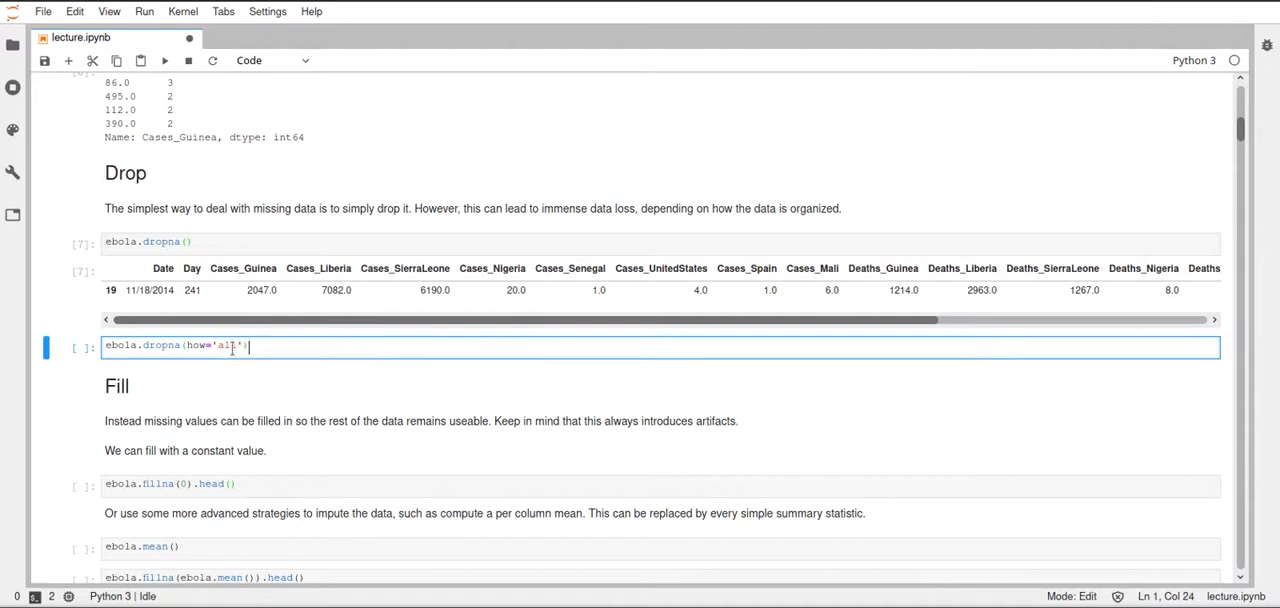 File Edit View Run Kernel Tabs Settings Help
lecture.ipynb
Code
Python 3
86.0 3
495.0 2
112.0 2
390.0 2
Name: Cases_Guinea, dtype: int64
Drop
The simplest way to deal with missing data is to simply drop it. However, this can lead to immense data loss, depending on how the data is organized.
[7]: ebola.dropna()
[7]: Date Day Cases_Guinea Cases_Liberia Cases_SierraLeone Cases_Nigeria Cases_Senegal Cases_UnitedStates Cases_Spain Cases_Mali Deaths_Guinea Deaths_Liberia Deaths_SierraLeone Deaths_Nigeria Deaths
19 11/18/2014 241 2047.0 7082.0 6190.0 20.0 1.0 4.0 1.0 6.0 1214.0 2963.0 1267.0 8.0
[ ]: ebola.dropna(how='all')
Fill
Instead missing values can be filled in so the rest of the data remains useable. Keep in mind that this always introduces artifacts.
We can fill with a constant value.
[ ]: ebola.fillna(0).head()
Or use some more advanced strategies to impute the data, such as compute a per column mean. This can be replaced by every simple summary statistic.
[ ]: ebola.mean()
[ ]: ebola.fillna(ebola.mean()).head()
0 2 Python 3 | Idle Mode: Edit Ln 1, Col 24 lecture.ipynb